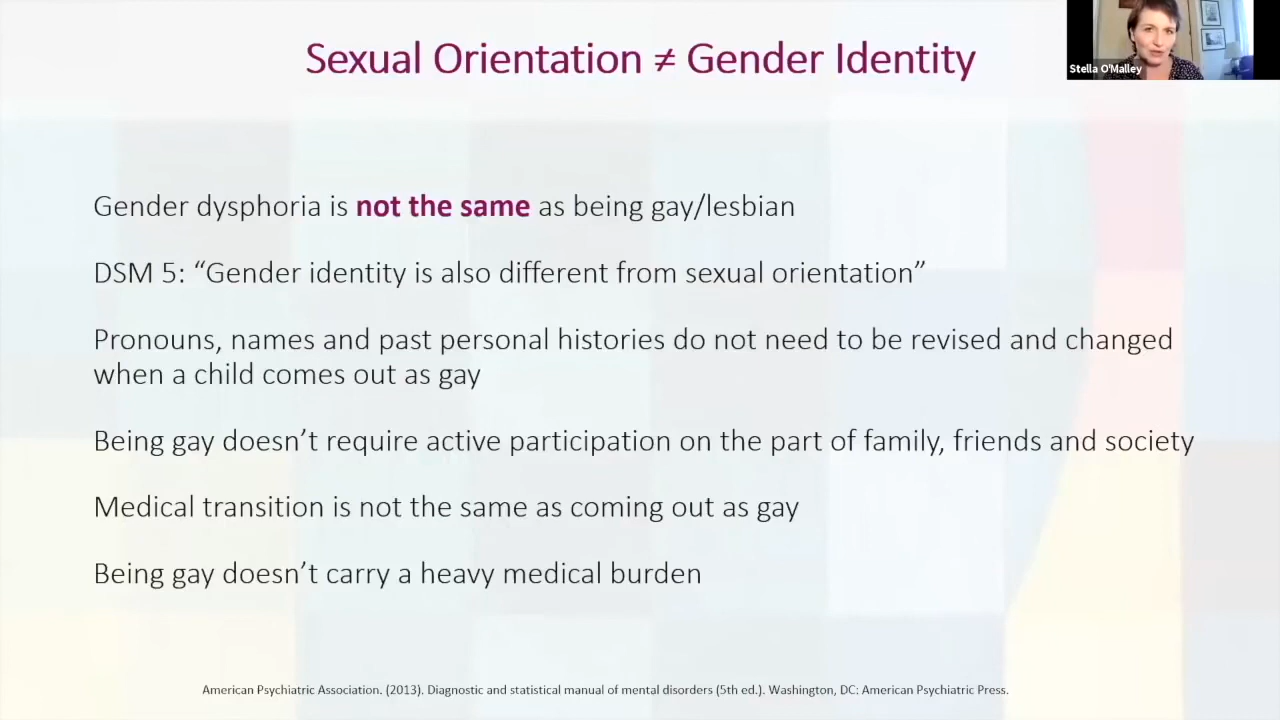 Sexual Orientation ≠ Gender Identity
Stella O'Malley
Gender dysphoria is not the same as being gay/lesbian
DSM 5: “Gender identity is also different from sexual orientation”
Pronouns, names and past personal histories do not need to be revised and changed
when a child comes out as gay
Being gay doesn’t require active participation on the part of family, friends and society
Medical transition is not the same as coming out as gay
Being gay doesn’t carry a heavy medical burden
American Psychiatric Association. (2013). Diagnostic and statistical manual of mental disorders (5th ed.). Washington, DC: American Psychiatric Press.